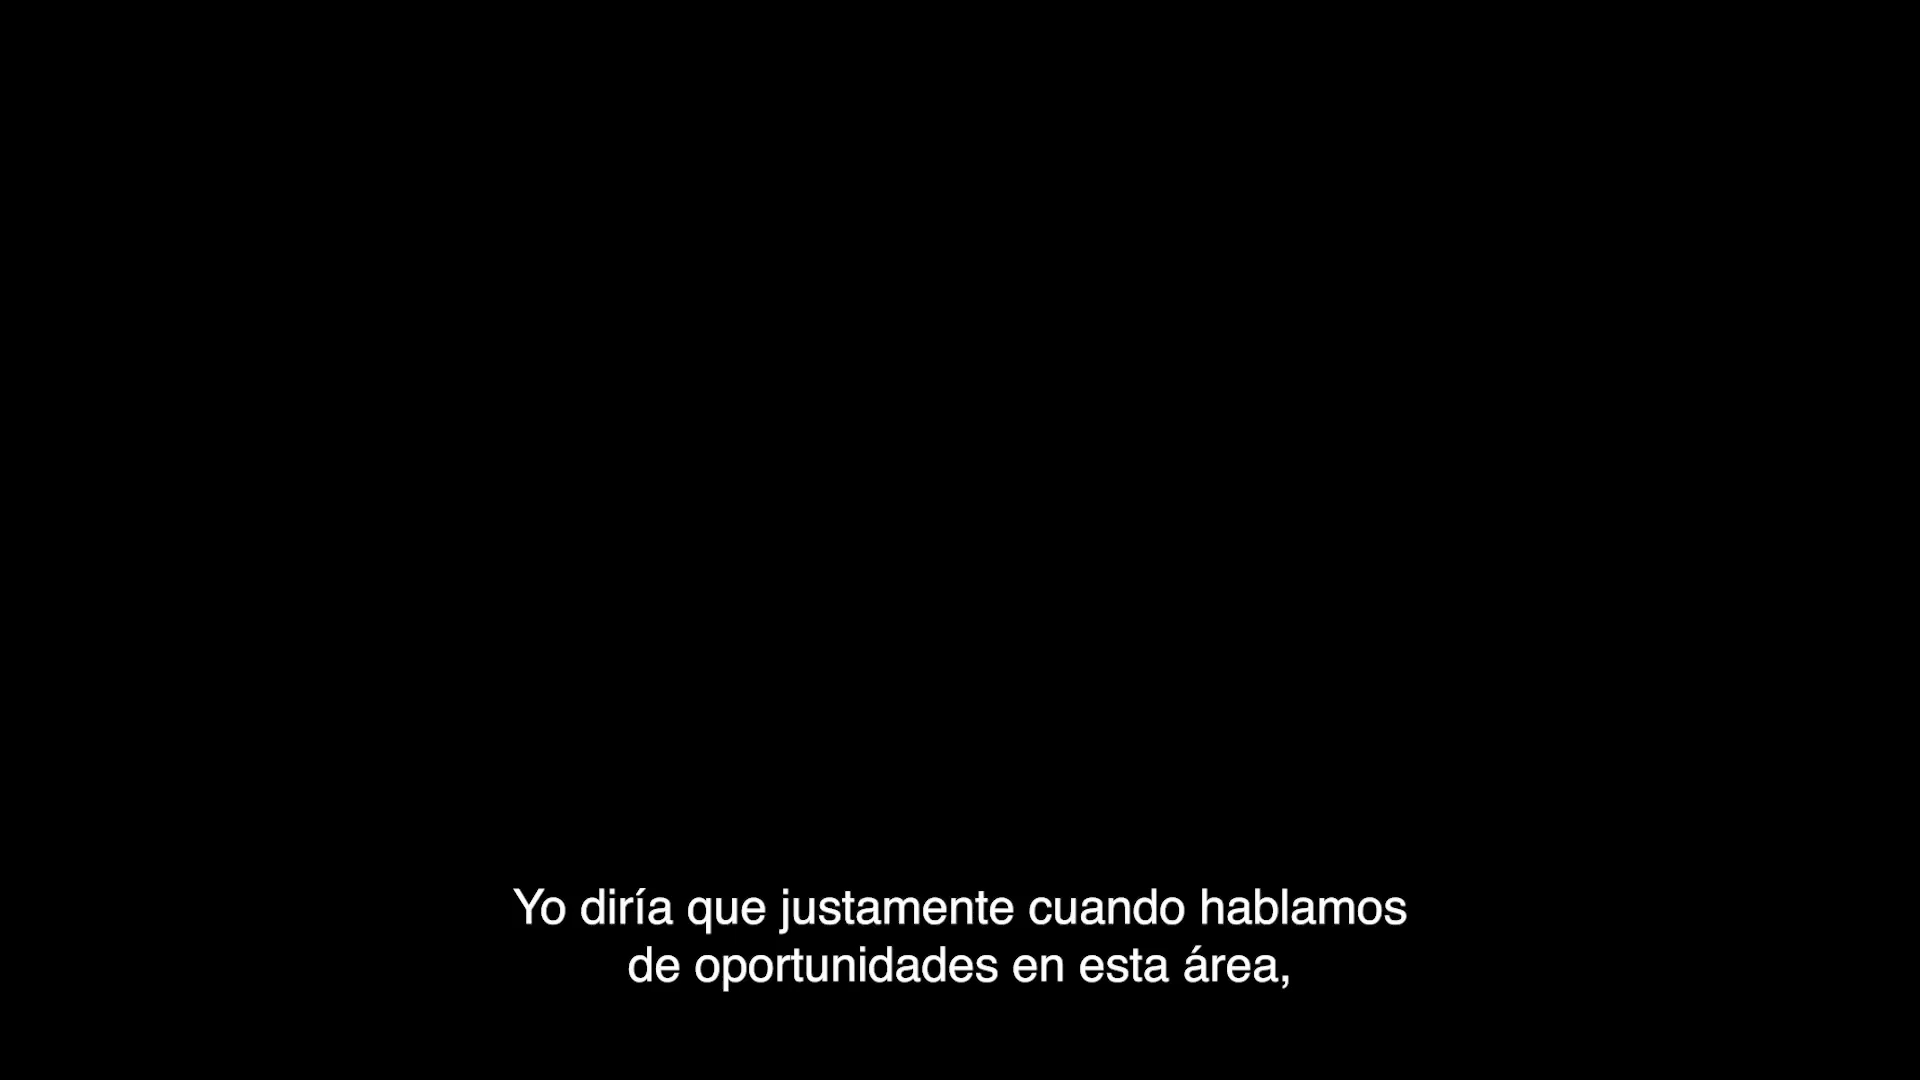 Yo diría que justamente cuando hablamos
de oportunidades en esta área,